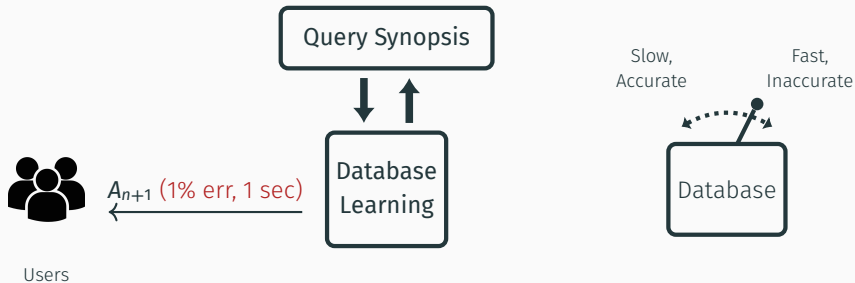 Query Synopsis
Slow,
Accurate
Fast,
Inaccurate
Database
Learning
Aₙ₊₁ (1% err, 1 sec)
Database
Users